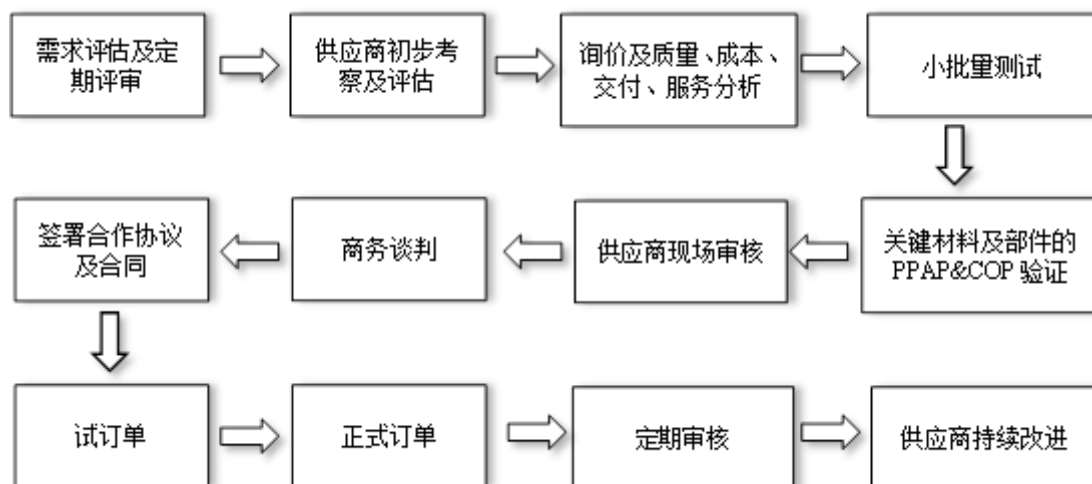 需求评估及定
期评审
供应商初步考
察及评估
询价及质量、成本、
交付、服务分析
小批量测试
关键材料及部件的
PPAP&COP 验证
供应商现场审核
商务谈判
签署合作协议
及合同
试订单
正式订单
定期审核
供应商持续改进